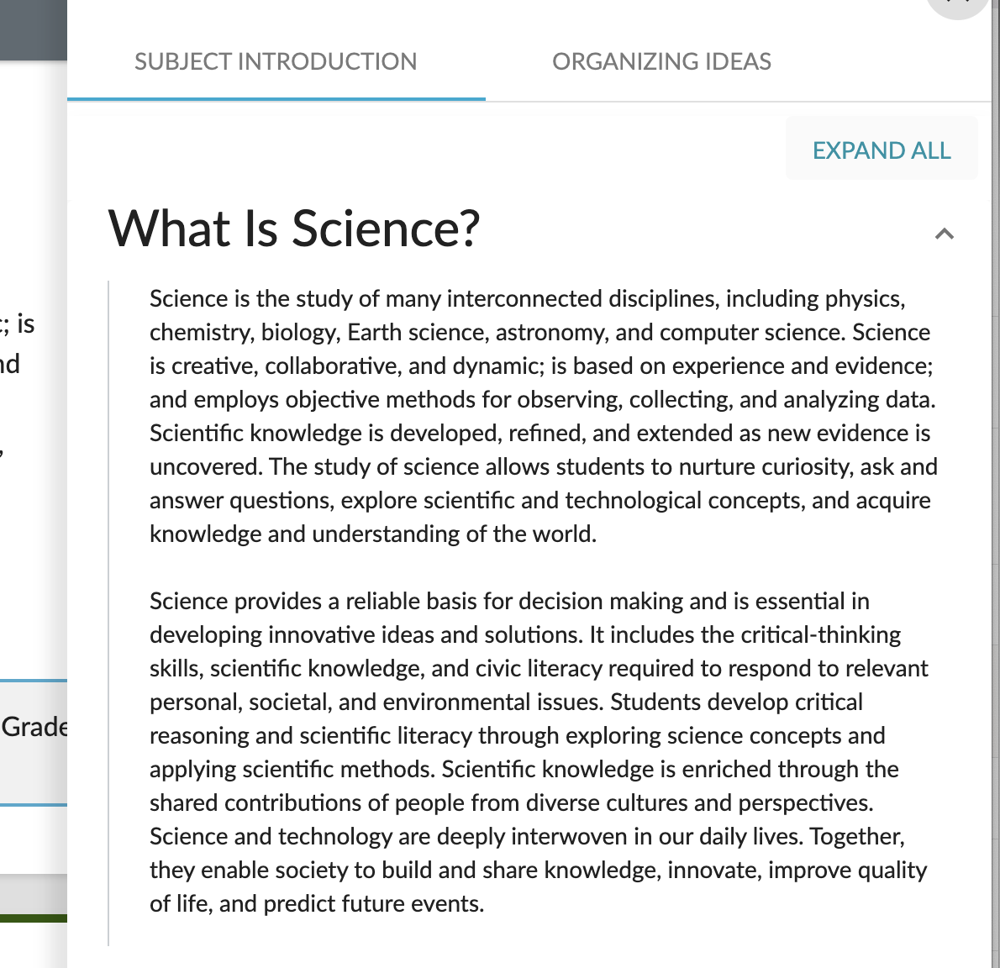 SUBJECT INTRODUCTION
ORGANIZING IDEAS
EXPAND ALL
What Is Science?
Science is the study of many interconnected disciplines, including physics,
chemistry, biology, Earth science, astronomy, and computer science. Science
is creative, collaborative, and dynamic; is based on experience and evidence;
and employs objective methods for observing, collecting, and analyzing data.
Scientific knowledge is developed, refined, and extended as new evidence is
uncovered. The study of science allows students to nurture curiosity, ask and
answer questions, explore scientific and technological concepts, and acquire
knowledge and understanding of the world.
Science provides a reliable basis for decision making and is essential in
developing innovative ideas and solutions. It includes the critical-thinking
skills, scientific knowledge, and civic literacy required to respond to relevant
personal, societal, and environmental issues. Students develop critical
reasoning and scientific literacy through exploring science concepts and
applying scientific methods. Scientific knowledge is enriched through the
shared contributions of people from diverse cultures and perspectives.
Science and technology are deeply interwoven in our daily lives. Together,
they enable society to build and share knowledge, innovate, improve quality
of life, and predict future events.
; is
Grade